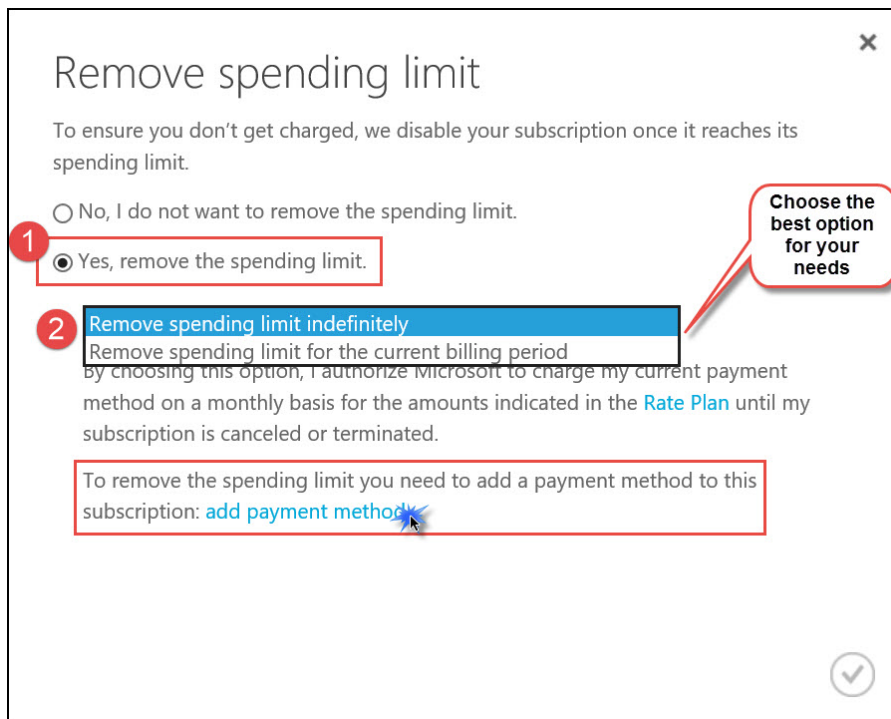 Remove spending limit
To ensure you don't get charged, we disable your subscription once it reaches its
spending limit.
No, I do not want to remove the spending limit.
1
Yes, remove the spending limit.
Choose the
best option
for your
needs
2
Remove spending limit indefinitely
Remove spending limit for the current billing period
By choosing this option, I authorize Microsoft to charge my current payment
method on a monthly basis for the amounts indicated in the Rate Plan until my
subscription is canceled or terminated.
To remove the spending limit you need to add a payment method to this
subscription: add payment method